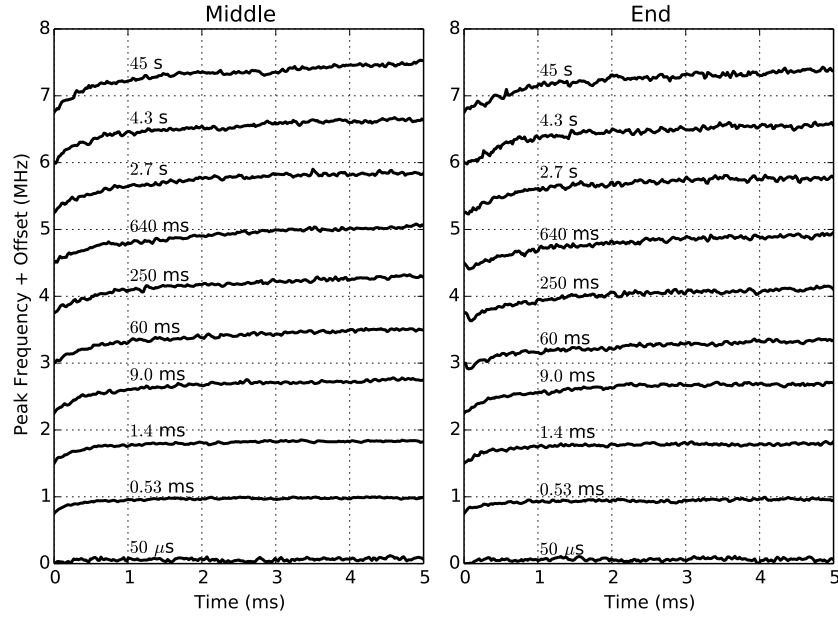 Middle
End
Peak Frequency + Offset (MHz)
8
7
6
5
4
3
2
1
0
45 s
4.3 s
2.7 s
640 ms
250 ms
60 ms
9.0 ms
1.4 ms
0.53 ms
50 μs
0 1 2 3 4 5
Time (ms)
8
7
6
5
4
3
2
1
0
45 s
4.3 s
2.7 s
640 ms
250 ms
60 ms
9.0 ms
1.4 ms
0.53 ms
50 μs
0 1 2 3 4 5
Time (ms)